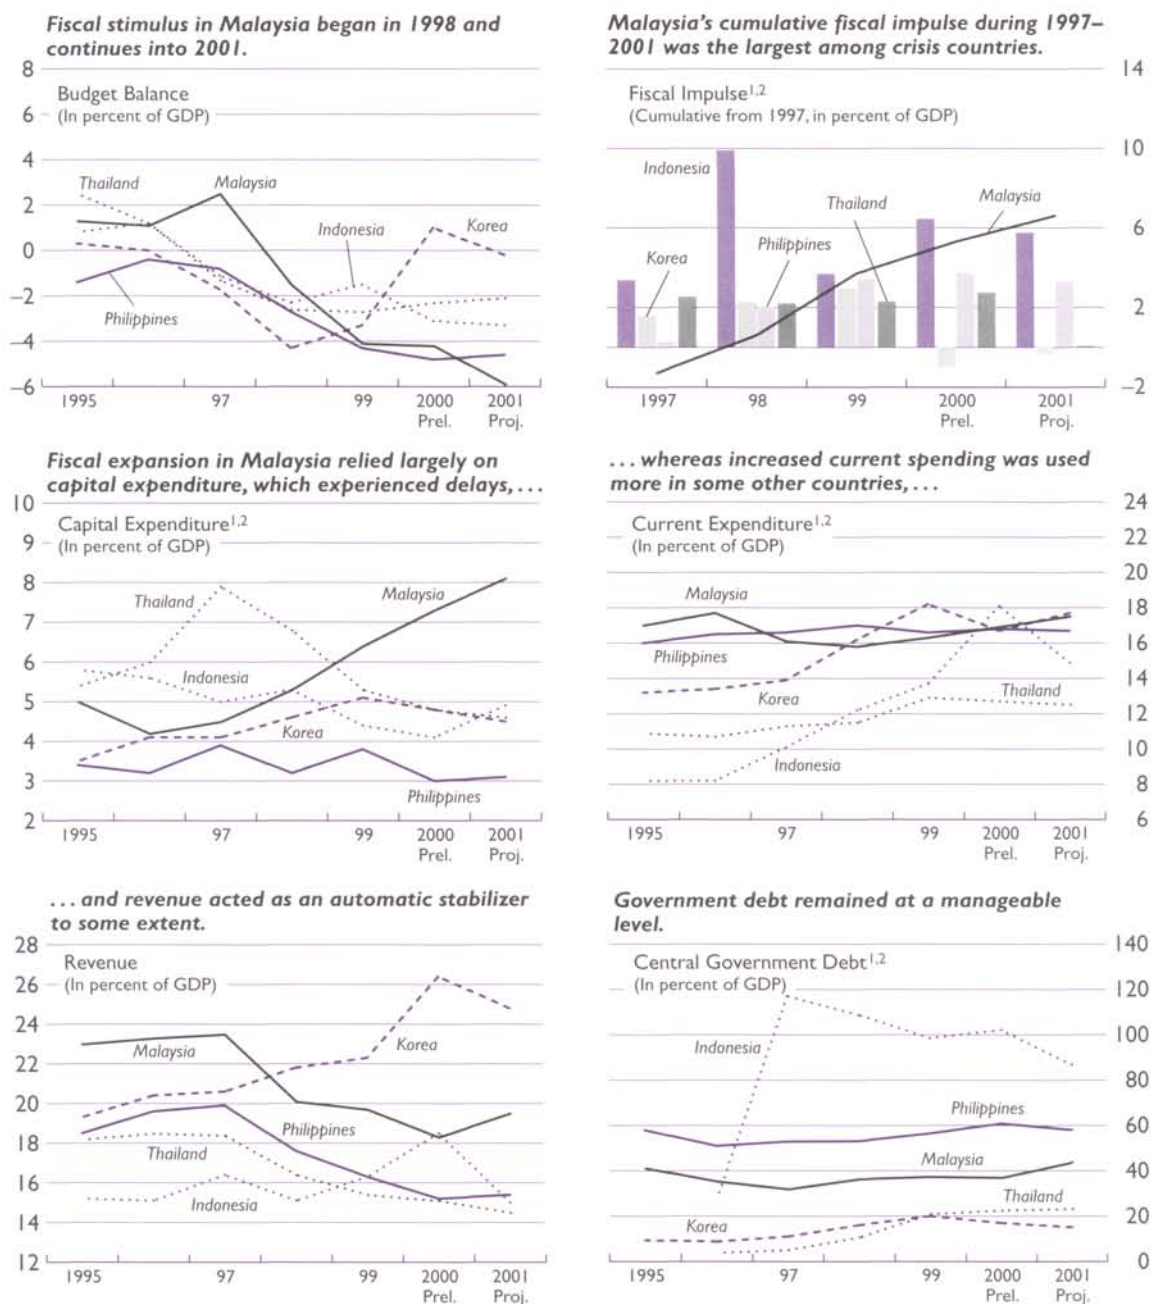 Fiscal stimulus in Malaysia began in 1998 and
continues into 2001.
8
Budget Balance
(In percent of GDP)
6
4
Thailand
Malaysia
2
Indonesia
Korea
0
–2
Philippines
–4
–6
1995
97
99
2000
2001
Prel.
Proj.
Malaysia's cumulative fiscal impulse during 1997–
2001 was the largest among crisis countries.
14
Fiscal Impulse1,2
(Cumulative from 1997, in percent of GDP)
10
Indonesia
Malaysia
Thailand
6
Philippines
Korea
2
–2
1997
98
99
2000
2001
Prel.
Proj.
Fiscal expansion in Malaysia relied largely on
capital expenditure, which experienced delays, . . .
10
Capital Expenditure1,2
9
(In percent of GDP)
8
Thailand
Malaysia
7
6
Indonesia
5
Korea
4
3
Philippines
2
1995
97
99
2000
2001
Prel.
Proj.
. . . whereas increased current spending was used
more in some other countries, . . .
24
Current Expenditure1,2
22
(In percent of GDP)
20
Malaysia
18
16
Philippines
14
Korea
Thailand
12
10
Indonesia
8
6
1995
97
99
2000
2001
Prel.
Proj.
. . . and revenue acted as an automatic stabilizer
to some extent.
28
Revenue
26
(In percent of GDP)
24
Malaysia
Korea
22
20
Philippines
18
Thailand
16
Indonesia
14
12
1995
97
99
2000
2001
Prel.
Proj.
Government debt remained at a manageable
level.
140
Central Government Debt1,2
120
(In percent of GDP)
Indonesia
100
80
Philippines
60
Malaysia
40
Thailand
Korea
20
0
1995
97
99
2000
2001
Prel.
Proj.